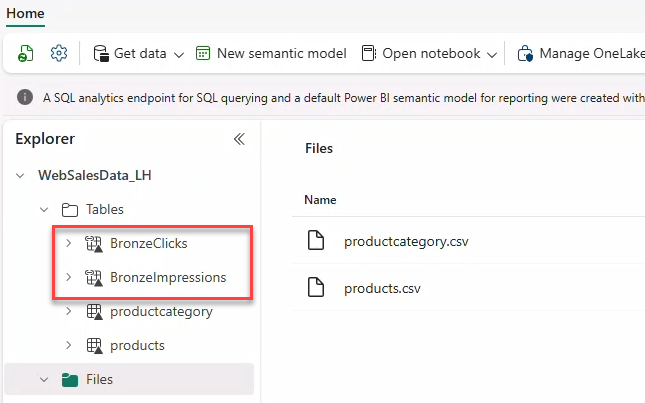 Home
Get data
New semantic model
Open notebook
Manage OneLake
A SQL analytics endpoint for SQL querying and a default Power BI semantic model for reporting were created with
Explorer
WebSalesData_LH
Tables
BronzeClicks
BronzeImpressions
productcategory
products
Files
Files
Name
productcategory.csv
products.csv